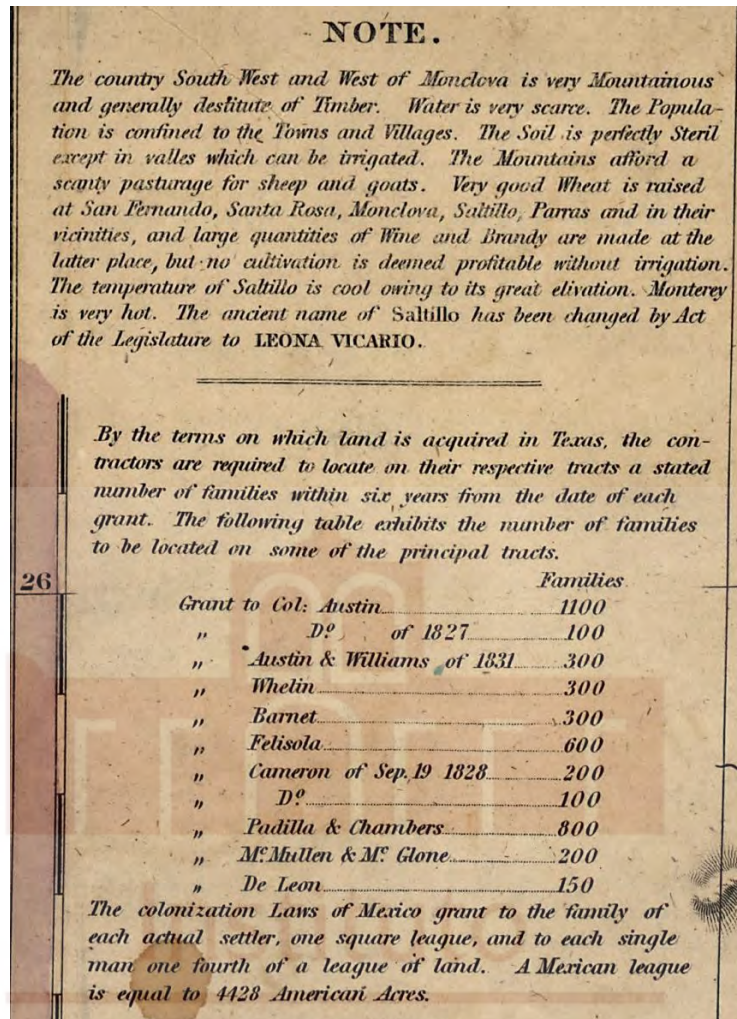 NOTE.
The country South West and West of Monclova is very Mountainous
and generally destitute of Timber. Water is very scarce. The Popula-
tion is confined to the Towns and Villages. The Soil is perfectly Steril
except in valles which can be irrigated. The Mountains afford a
scanty pasturage for sheep and goats. Very good Wheat is raised
at San Fernando, Santa Rosa, Monclova, Saltillo, Parras and in their
vicinities, and large quantities of Wine and Brandy are made at the
latter place, but no cultivation is deemed profitable without irrigation.
The temperature of Saltillo is cool owing to its great elivation. Monterey
is very hot. The ancient name of Saltillo has been changed by Act
of the Legislature to LEONA VICARIO.
By the terms on which land is acquired in Texas, the con-
tractors are required to locate on their respective tracts a stated
number of families within six years from the date of each
grant. The following table exhibits the number of families
to be located on some of the principal tracts.
26
Families
Grant to Col: Austin 1100
„ Dº of 1827 100
„ Austin & Williams of 1831 300
„ Whelin 300
„ Barnet 300
„ Felisola 600
„ Cameron of Sep. 19 1828 200
„ Dº 100
„ Padilla & Chambers 800
„ Mc. Mullen & Mc. Glone 200
„ De Leon 150
The colonization Laws of Mexico grant to the family of
each actual settler, one square league, and to each single
man one fourth of a league of land. A Mexican league
is equal to 4428 American Acres.